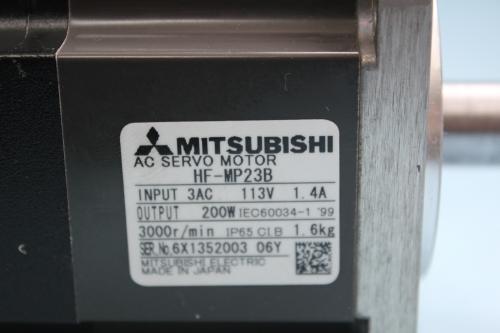 MITSUBISHI
AC SERVO MOTOR
HF-MP23B
INPUT 3AC 113V 1.4A
OUTPUT 200W IEC60034-1 '99
3000r/min IP65 CI.B 1.6kg
SER.No.6X1352003 06Y
MITSUBISHI ELECTRIC
MADE IN JAPAN